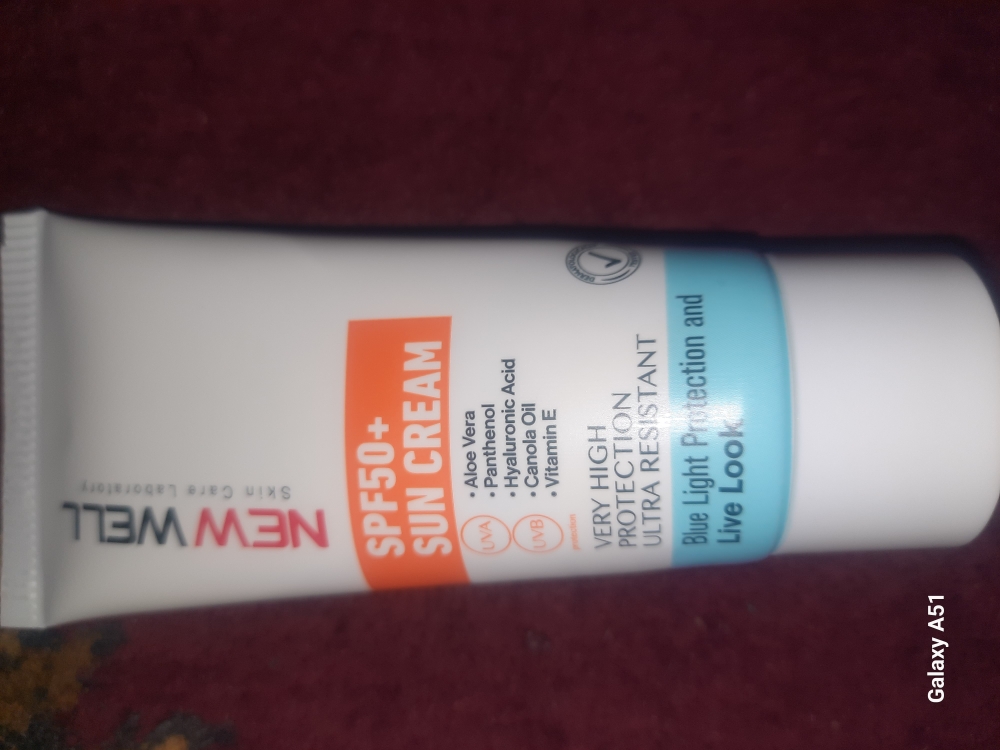 NEW WELL
Skin Care Laboratory
SPF50+
SUN CREAM
• Aloe Vera
• Panthenol
• Hyaluronic Acid
• Canola Oil
• Vitamin E
UVA
UVB
protection
VERY HIGH
PROTECTION
ULTRA RESISTANT
Blue Light Protection and
Live Look.
Galaxy A51